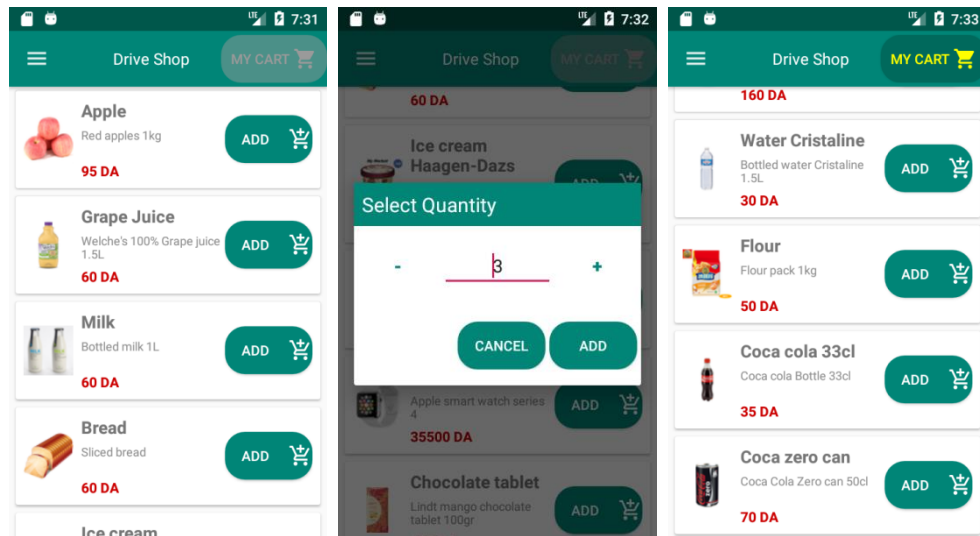 LTE 7:31
Drive Shop MY CART
Apple
Red apples 1kg
95 DA
ADD
Grape Juice
Welche's 100% Grape juice
1.5L
60 DA
ADD
Milk
Bottled milk 1L
60 DA
ADD
Bread
Sliced bread
60 DA
ADD
Ice cream
LTE 7:32
Drive Shop MY CART
60 DA
Ice cream
Haagen-Dazs
ADD
Select Quantity
- 3 +
CANCEL ADD
Apple smart watch series
4
35500 DA
ADD
Chocolate tablet
Lindt mango chocolate
tablet 100gr
ADD
LTE 7:33
Drive Shop MY CART
160 DA
Water Cristaline
Bottled water Cristaline
1.5L
30 DA
ADD
Flour
Flour pack 1kg
50 DA
ADD
Coca cola 33cl
Coca cola Bottle 33cl
35 DA
ADD
Coca zero can
Coca Cola Zero can 50cl
70 DA
ADD